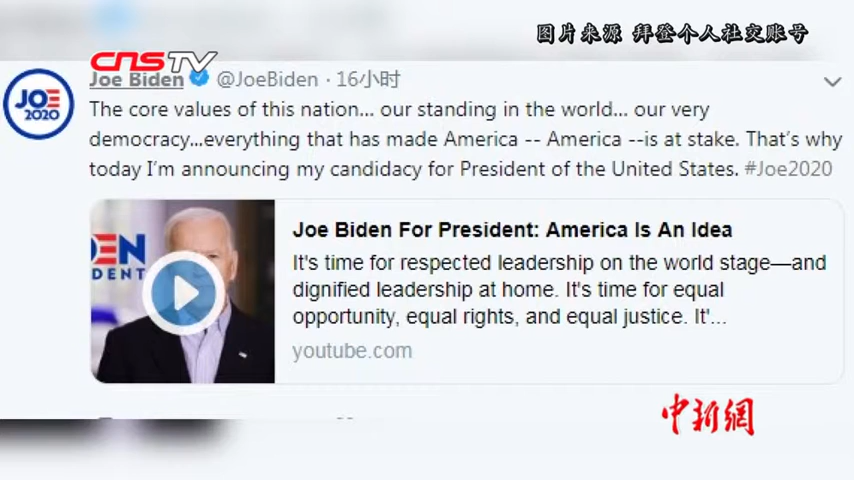 图片来源 拜登个人社交账号
CNSTV
Joe Biden @JoeBiden · 16小时
JOE
2020
The core values of this nation... our standing in the world... our very
democracy...everything that has made America -- America --is at stake. That's why
today I'm announcing my candidacy for President of the United States. #Joe2020
Joe Biden For President: America Is An Idea
It's time for respected leadership on the world stage—and
dignified leadership at home. It's time for equal
opportunity, equal rights, and equal justice. It'...
youtube.com
DEN
DENT
中新網